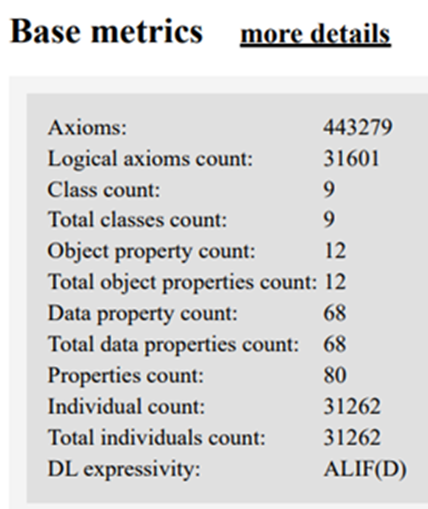 Base metrics more details
Axioms: 443279
Logical axioms count: 31601
Class count: 9
Total classes count: 9
Object property count: 12
Total object properties count: 12
Data property count: 68
Total data properties count: 68
Properties count: 80
Individual count: 31262
Total individuals count: 31262
DL expressivity: ALIF(D)